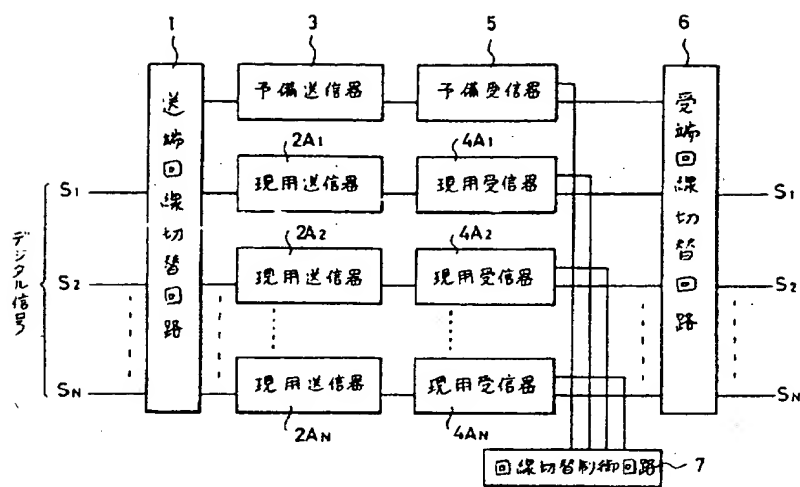 1
3
5
6
送端回線切替回路
予備送信器
予備受信器
受端回線切替回路
2A1
4A1
現用送信器
現用受信器
S1
S1
2A2
4A2
現用送信器
現用受信器
デジタル信号
S2
S2
現用送信器
現用受信器
SN
SN
2AN
4AN
回線切替制御回路
7